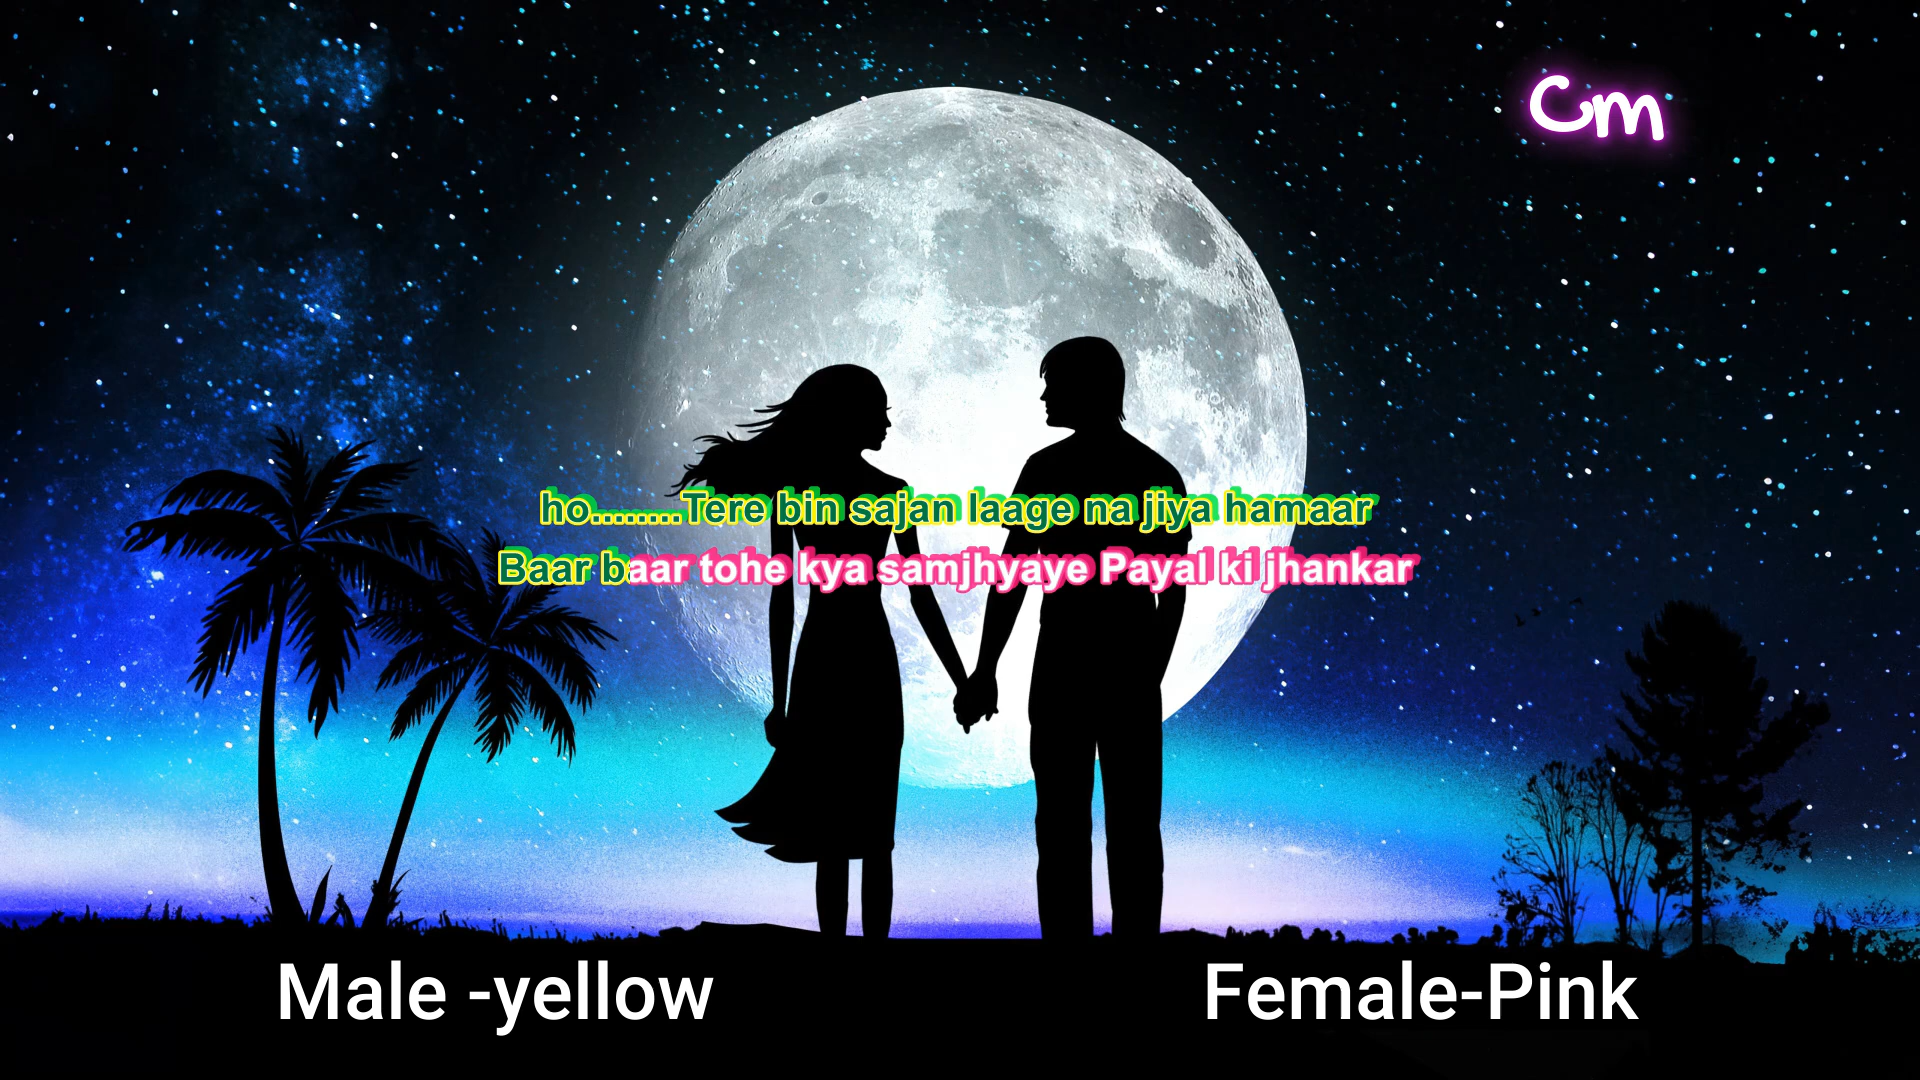 Cm
ho.........Tere bin sajan laage na jiya hamaar
Baar baar tohe kya samjhyaye Payal ki jhankar
Male -yellow
Female-Pink